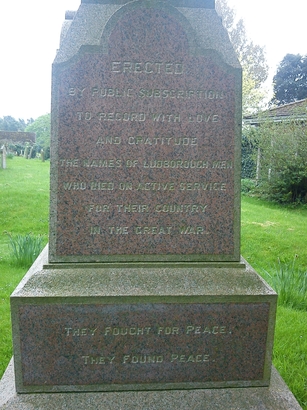 ERECTED
BY PUBLIC SUBSCRIPTION
TO RECORD WITH LOVE
AND GRATITUDE
THE NAMES OF LUDBOROUGH MEN
WHO DIED ON ACTIVE SERVICE
FOR THEIR COUNTRY
IN THE GREAT WAR.
THEY FOUGHT FOR PEACE.
THEY FOUND PEACE.